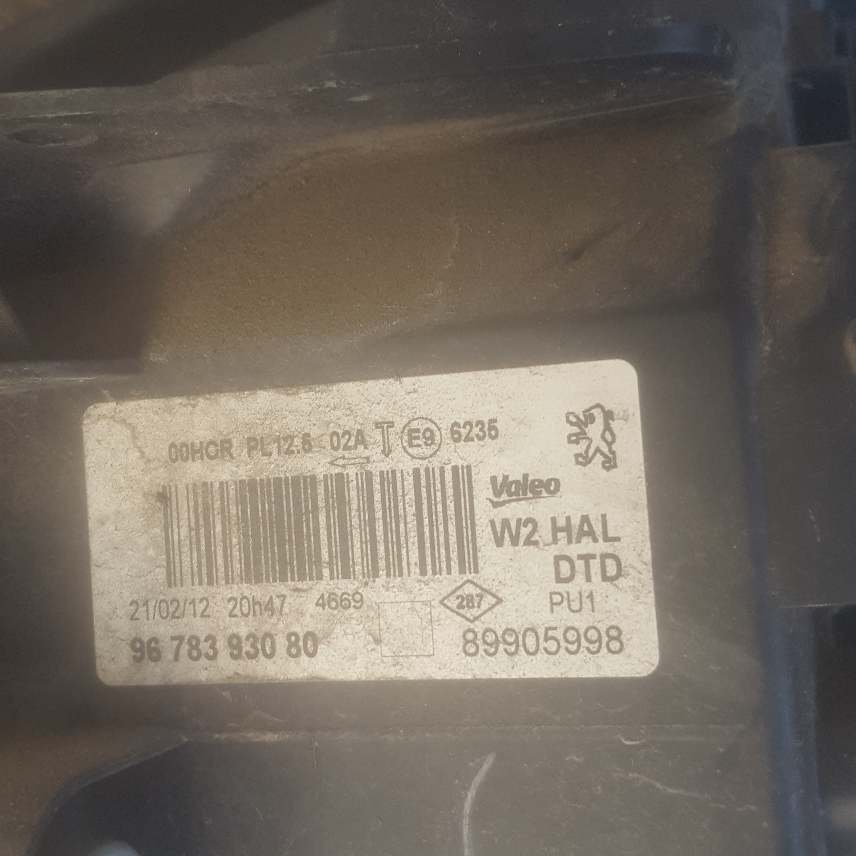 00HCR PL12.6 02A E9 6235
Valeo
W2 HAL
DTD
21/02/12 20h47 4669 287 PU1
96 783 930 80 89905998